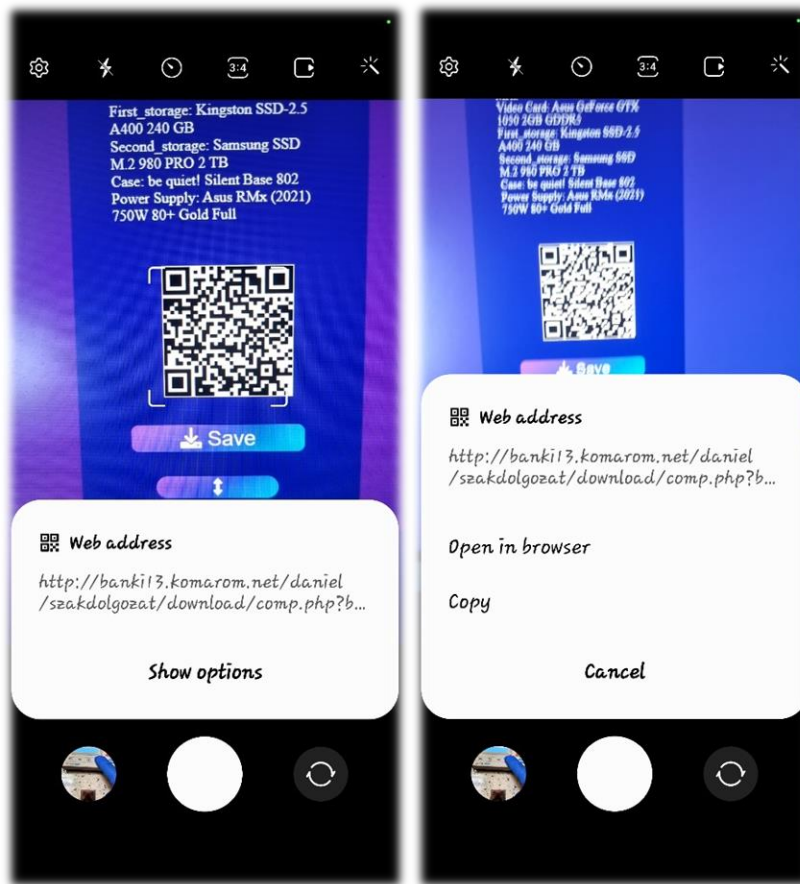 3:4
First_storage: Kingston SSD-2.5
A400 240 GB
Second_storage: Samsung SSD
M.2 980 PRO 2 TB
Case: be quiet! Silent Base 802
Power Supply: Asus RMx (2021)
750W 80+ Gold Full
Save
Web address
http://banki13.komarom.net/daniel
/szakdolgozat/download/comp.php?b...
Show options
3:4
Video Card: Asus GeForce GTX
1050 2GB GDDR5
First_storage: Kingston SSD-2.5
A400 240 GB
Second_storage: Samsung SSD
M.2 980 PRO 2 TB
Case: be quiet! Silent Base 802
Power Supply: Asus RMx (2021)
750W 80+ Gold Full
Save
Web address
http://banki13.komarom.net/daniel
/szakdolgozat/download/comp.php?b...
Open in browser
Copy
Cancel